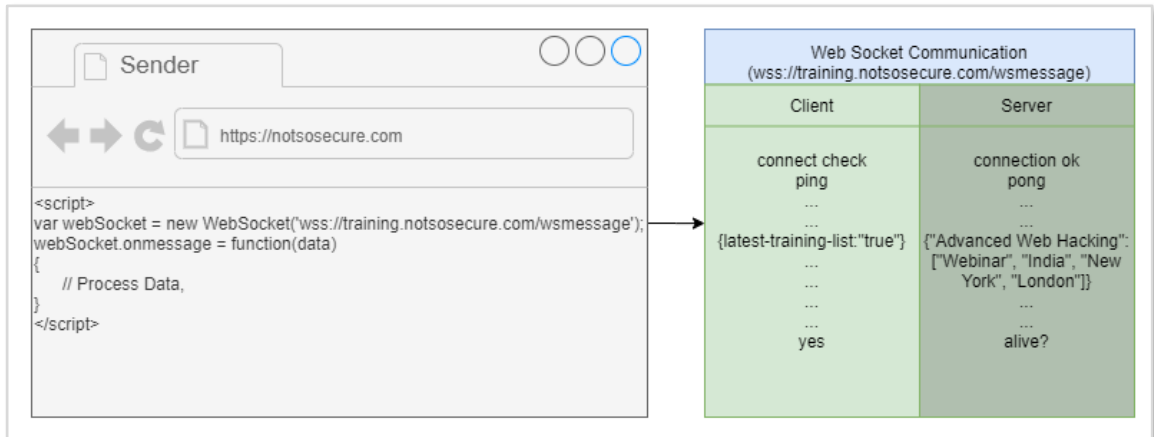 Sender
https://notsosecure.com
<script>
var webSocket = new WebSocket('wss://training.notsosecure.com/wsmessage');
webSocket.onmessage = function(data)
{
// Process Data,
}
</script>
Web Socket Communication
(wss://training.notsosecure.com/wsmessage)
Client
Server
connect check
ping
...
...
{latest-training-list:"true"}
...
...
...
...
yes
connection ok
pong
...
...
{"Advanced Web Hacking":
["Webinar", "India", "New
York", "London"]}
...
...
alive?